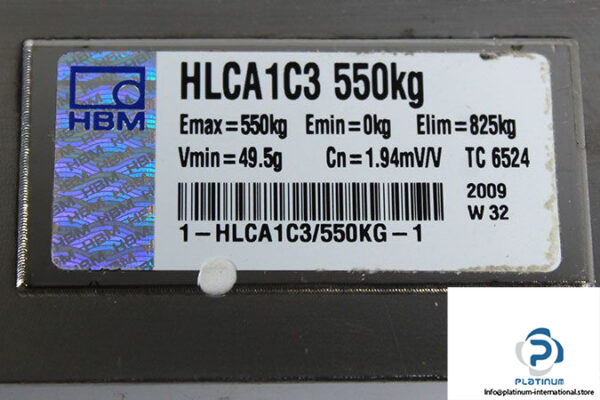 HBM
HLCA1C3 550kg
Emax=550kg Emin=0kg Elim=825kg
Vmin=49.5g Cn=1.94mV/V TC 6524
2009
W 32
1-HLCA1C3/550KG-1
PLATINUM
Info@platinum-international.store